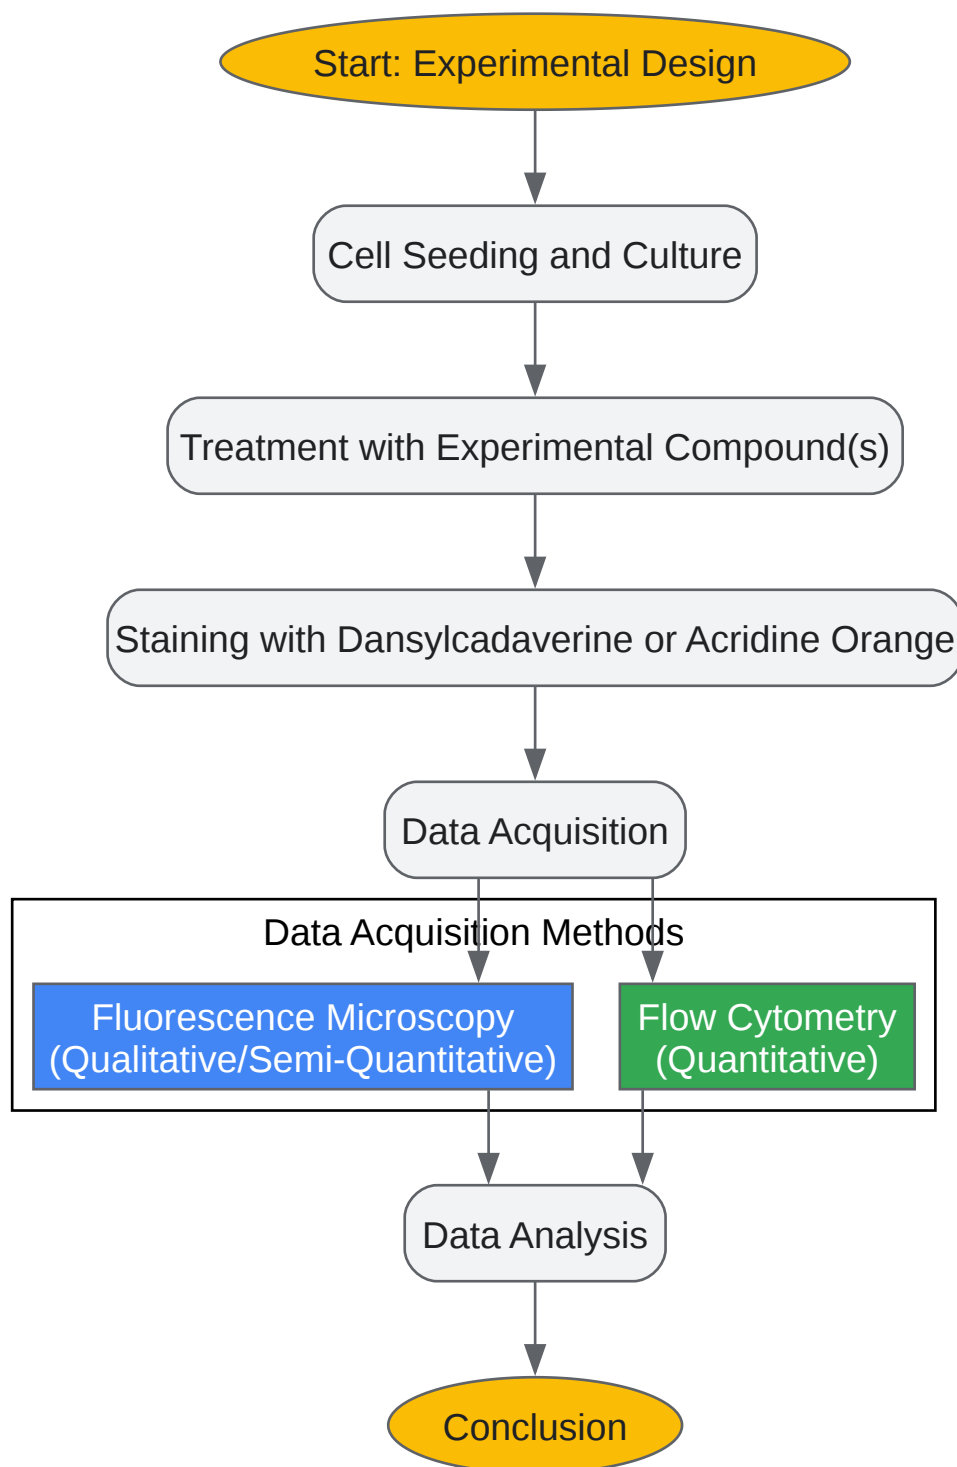 Start: Experimental Design
Cell Seeding and Culture
Treatment with Experimental Compound(s)
Staining with Dansylcadaverine or Acridine Orange
Data Acquisition
Data Acquisition Methods
Fluorescence Microscopy
(Qualitative/Semi-Quantitative)
Flow Cytometry
(Quantitative)
Data Analysis
Conclusion